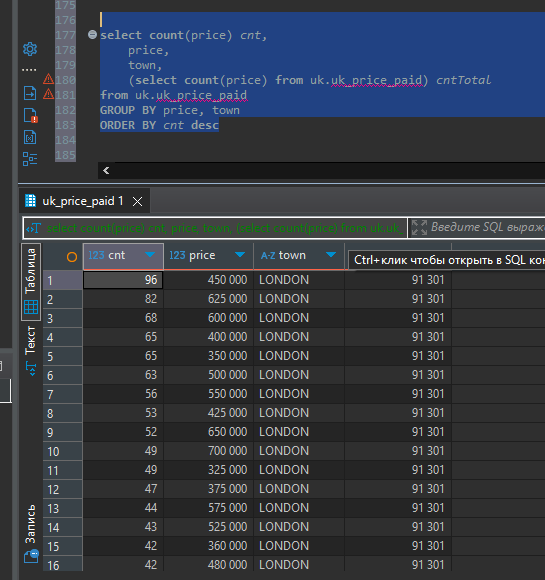 175
176
177 select count(price) cnt,
178 price,
179 town,
180 (select count(price) from uk.uk_price_paid) cntTotal
181 from uk.uk_price_paid
182 GROUP BY price, town
183 ORDER BY cnt desc
184
185
uk_price_paid 1
select count(price) cnt, price, town, (select count(price) from uk.uk
Введите SQL выраж
Таблица
Текст
Запись
123 cnt 123 price A-Z town
Ctrl+клик чтобы открыть в SQL кон
1 96 450 000 LONDON 91 301
2 82 625 000 LONDON 91 301
3 68 600 000 LONDON 91 301
4 65 400 000 LONDON 91 301
5 65 350 000 LONDON 91 301
6 63 500 000 LONDON 91 301
7 56 550 000 LONDON 91 301
8 53 425 000 LONDON 91 301
9 52 650 000 LONDON 91 301
10 49 700 000 LONDON 91 301
11 49 325 000 LONDON 91 301
12 47 375 000 LONDON 91 301
13 44 575 000 LONDON 91 301
14 43 525 000 LONDON 91 301
15 42 360 000 LONDON 91 301
16 42 480 000 LONDON 91 301